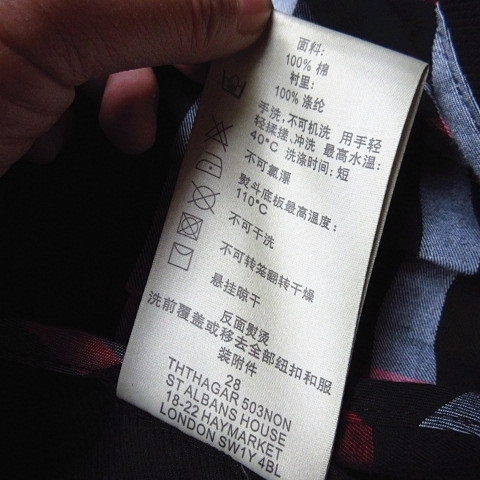 面料:
100% 棉
衬里:
100% 涤纶
手洗,不可机洗 用手轻
轻揉搓、冲洗 最高水温:
40°C 洗涤时间: 短
不可氯漂
熨斗底板最高温度:
110°C
不可干洗
不可转笼翻转干燥
悬挂晾干
反面熨烫
洗前覆盖或移去全部纽扣和服
装附件
28
THTHAGAR 503NON
ST ALBANS HOUSE
18-22 HAYMARKET
LONDON SW1Y 4BL